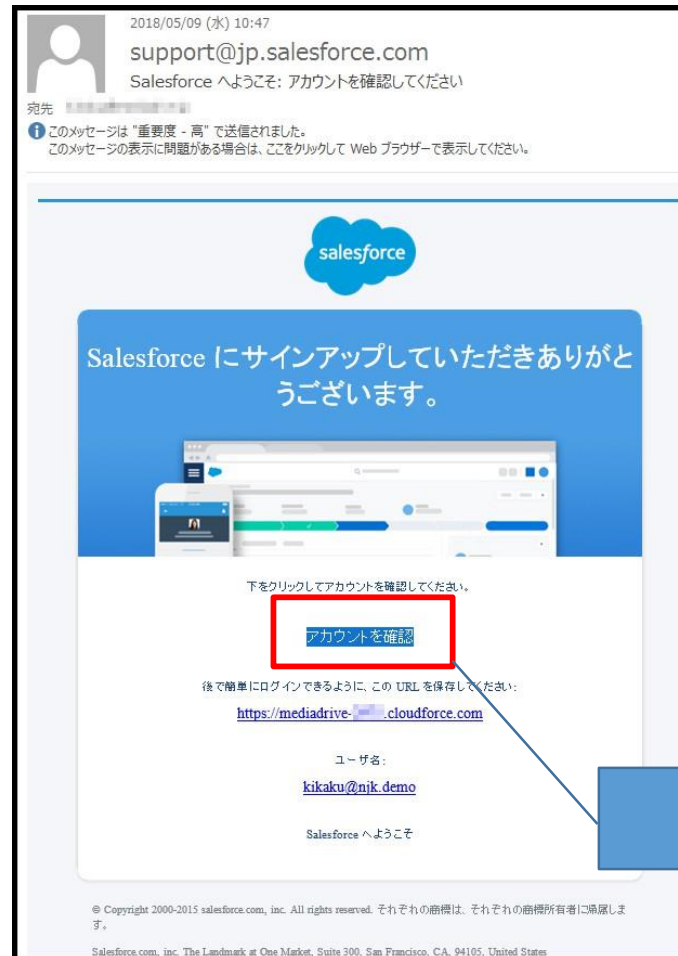 2018/05/09 (水) 10:47
support@jp.salesforce.com
Salesforce へようこそ: アカウントを確認してください
宛先
このメッセージは "重要度 - 高" で送信されました。
このメッセージの表示に問題がある場合は、ここをクリックして Web ブラウザーで表示してください。
salesforce
Salesforce にサインアップしていただきありがと
うございます。
下をクリックしてアカウントを確認してください。
アカウントを確認
後で簡単にログインできるように、この URL を保存してください:
https://mediadrive- .cloudforce.com
ユーザ名:
kikaku@njk.demo
Salesforce へようこそ
© Copyright 2000-2015 salesforce.com, inc. All rights reserved. それぞれの商標は、それぞれの商標所有者に帰属しま
す。
Salesforce.com, inc. The Landmark at One Market, Suite 300, San Francisco, CA, 94105, United States